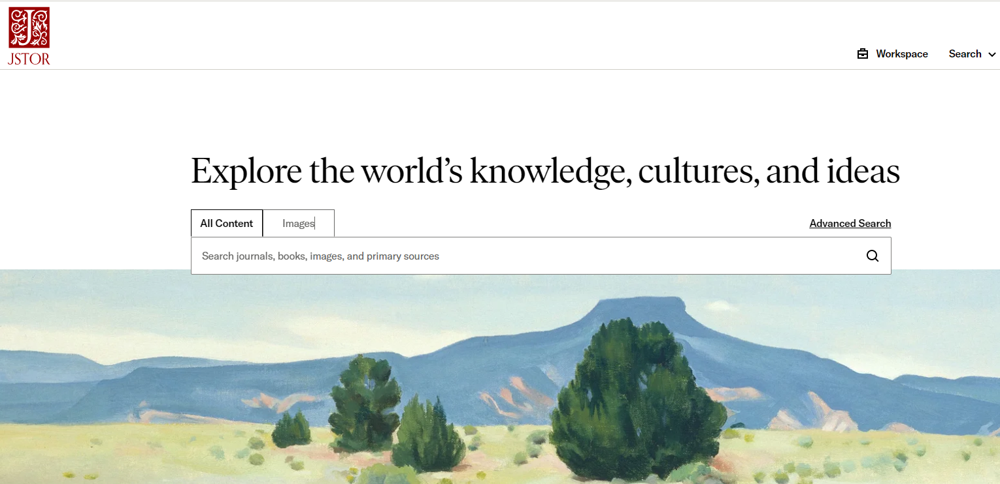 JSTOR
Workspace Search
Explore the world’s knowledge, cultures, and ideas
All Content Images Advanced Search
Search journals, books, images, and primary sources